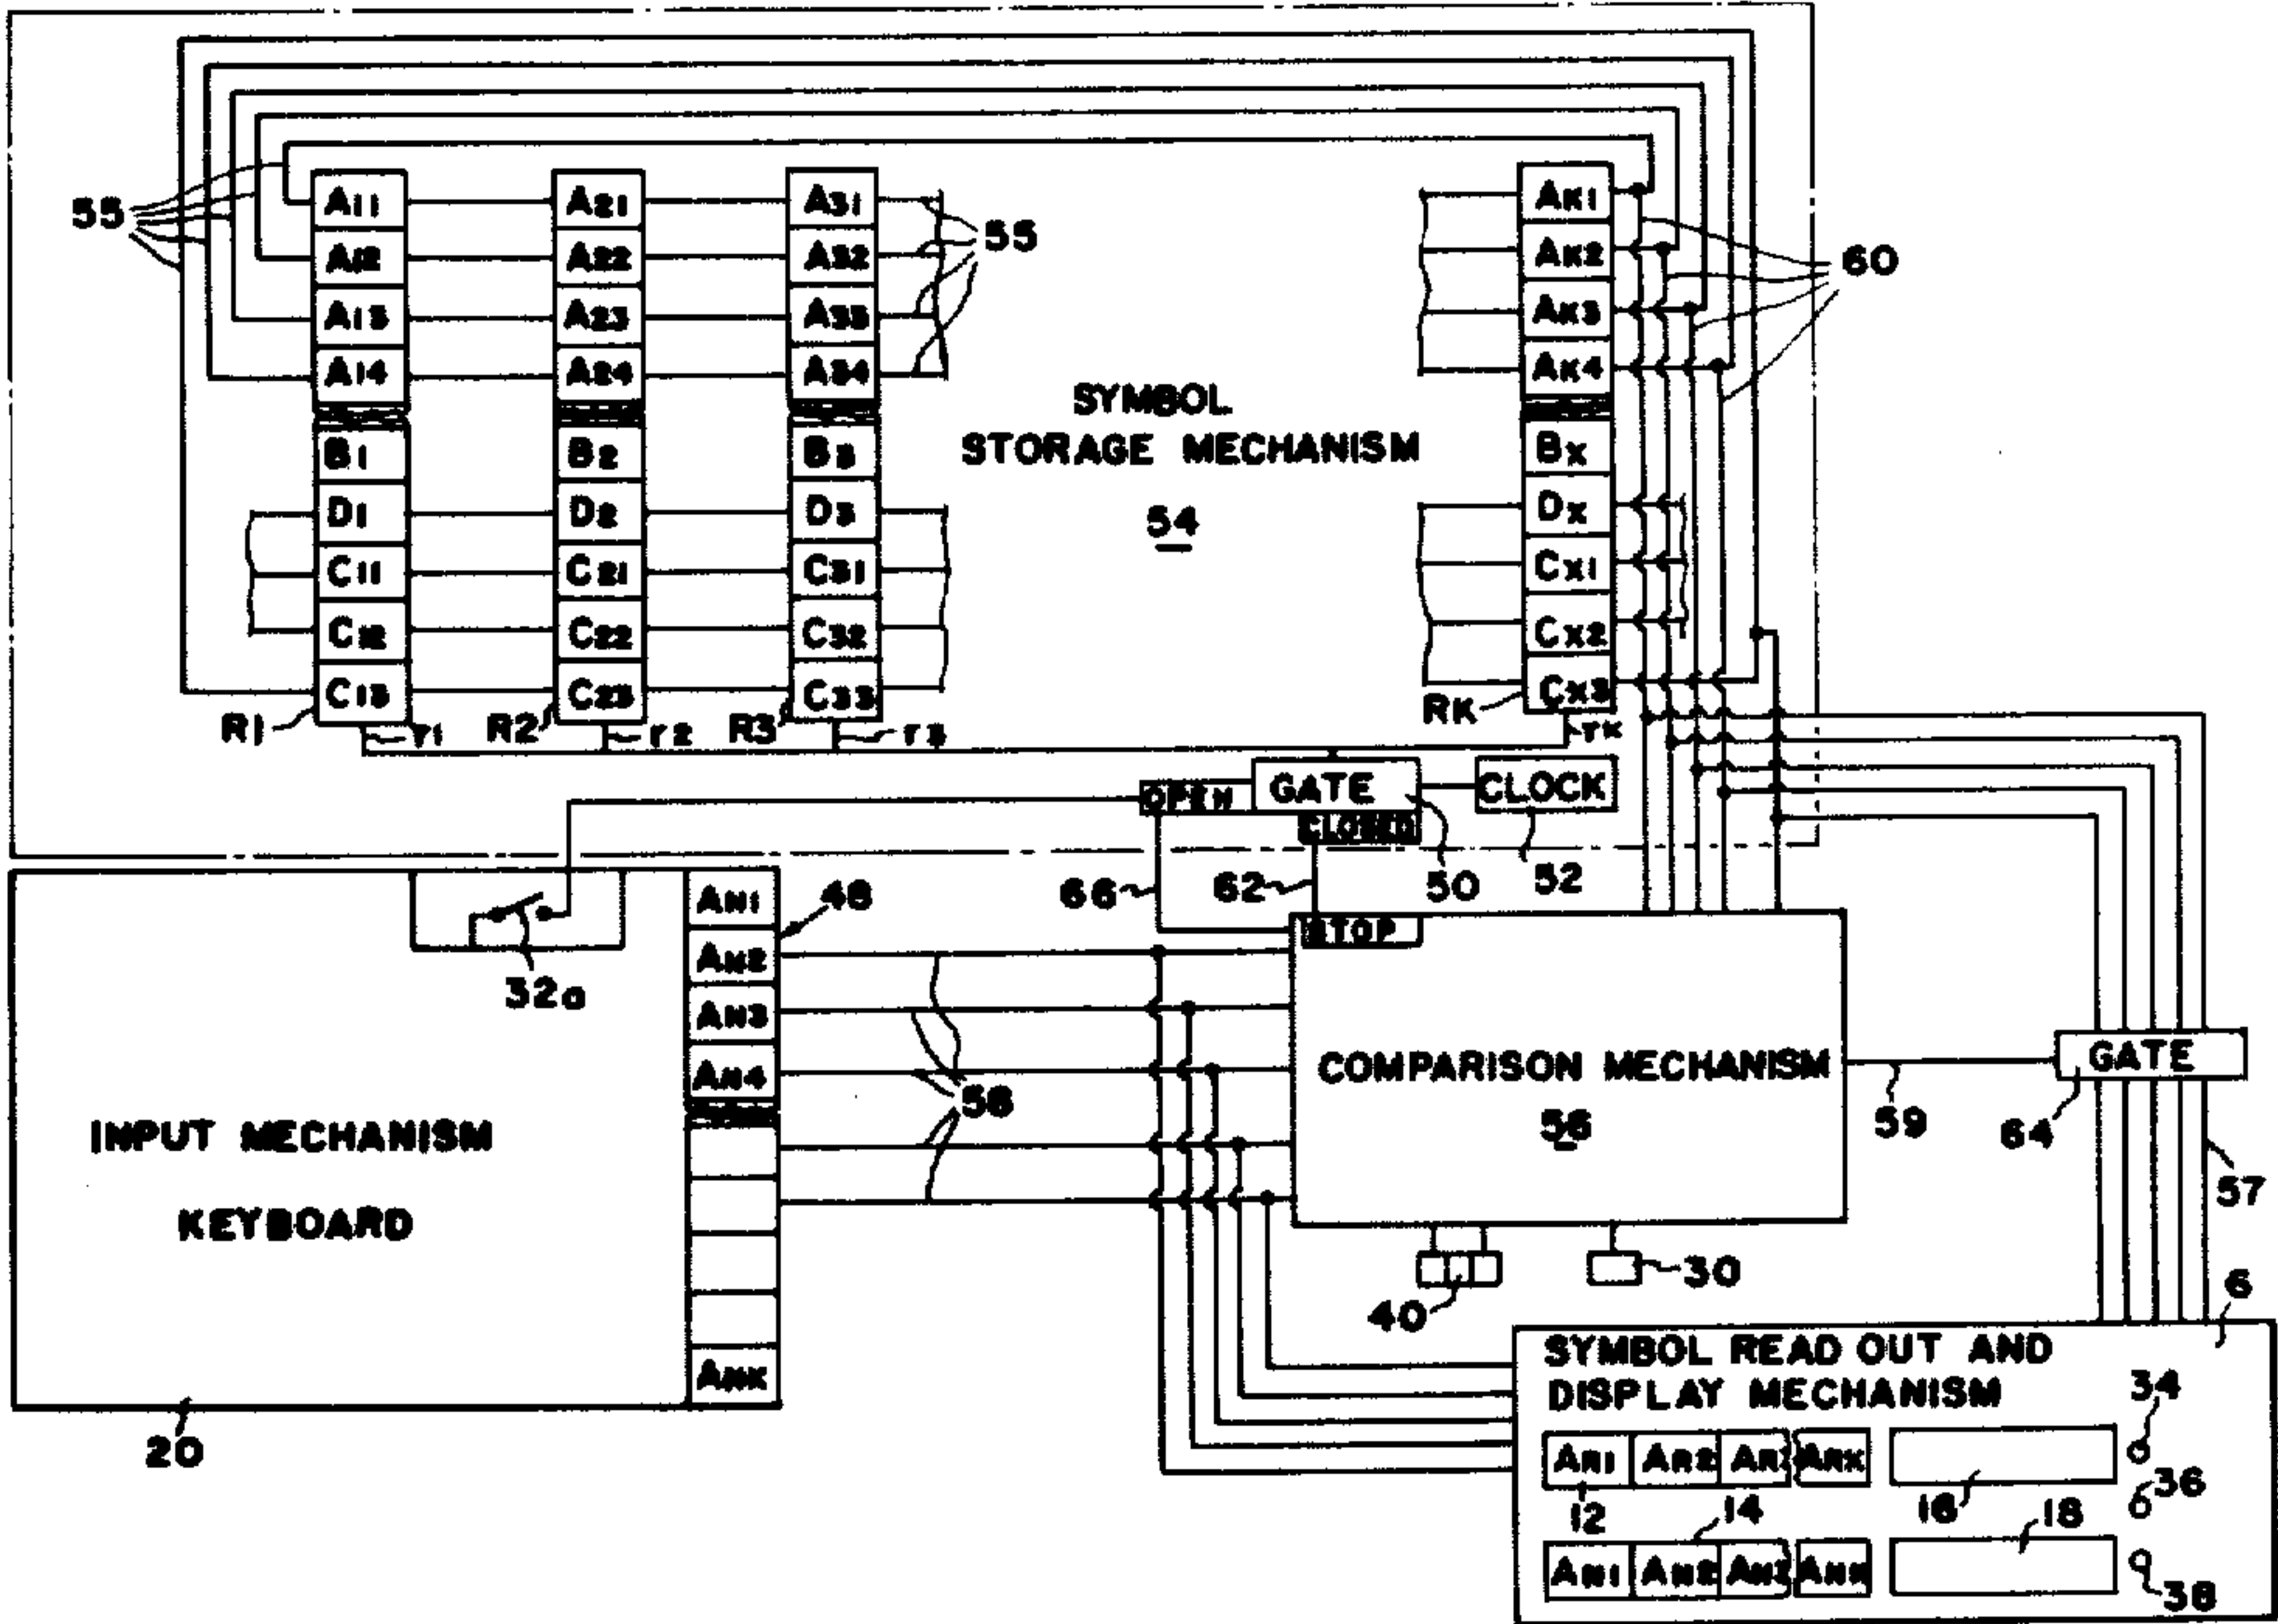 55
A11 A21 A31 AK1
A12 A22 A32 AK2
A13 A23 A33 AK3
A14 A24 A34 AK4
55
60
B1 B2 B3 BX
D1 D2 D3 DX
C11 C21 C31 CX1
C12 C22 C32 CX2
C13 C23 C33 CX3
SYMBOL
STORAGE MECHANISM
54
R1 r1 R2 r2 R3 r3 RK rK
OPEN GATE CLOCK
CLOSED
66 62 50 52
32a
AN1
AN2
AN3
AN4
ANK
48
58
STOP
COMPARISON MECHANISM
56
59
GATE
64
57
INPUT MECHANISM
KEYBOARD
20
40
30
6
SYMBOL READ OUT AND
DISPLAY MECHANISM
34
AR1 AR2 AR3 ARK
12 14 16 18 36
AN1 AN2 AN3 ANK
38